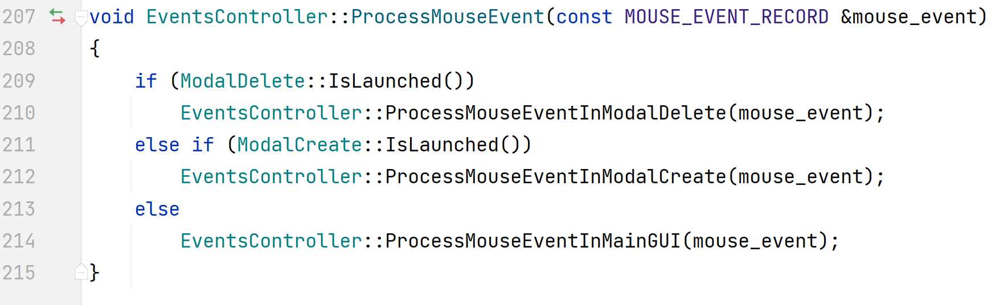 207 void EventsController::ProcessMouseEvent(const MOUSE_EVENT_RECORD &mouse_event)
208 {
209     if (ModalDelete::IsLaunched())
210         EventsController::ProcessMouseEventInModalDelete(mouse_event);
211     else if (ModalCreate::IsLaunched())
212         EventsController::ProcessMouseEventInModalCreate(mouse_event);
213     else
214         EventsController::ProcessMouseEventInMainGUI(mouse_event);
215 }